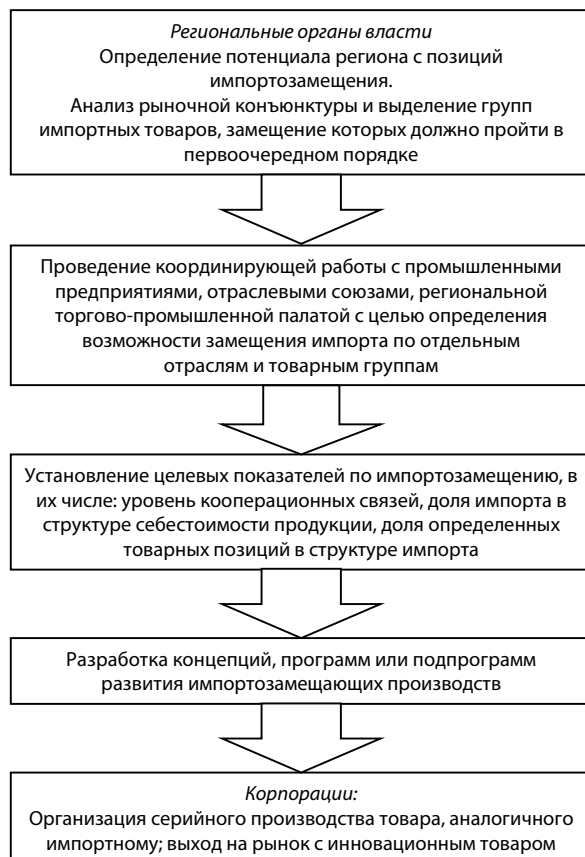 Региональные органы власти
Определение потенциала региона с позиций
импортозамещения.
Анализ рыночной конъюнктуры и выделение групп
импортных товаров, замещение которых должно пройти в
первоочередном порядке
Проведение координирующей работы с промышленными
предприятиями, отраслевыми союзами, региональной
торгово-промышленной палатой с целью определения
возможности замещения импорта по отдельным
отраслям и товарным группам
Установление целевых показателей по импортозамещению, в
их числе: уровень кооперационных связей, доля импорта в
структуре себестоимости продукции, доля определенных
товарных позиций в структуре импорта
Разработка концепций, программ или подпрограмм
развития импортозамещающих производств
Корпорации:
Организация серийного производства товара, аналогичного
импортному; выход на рынок с инновационным товаром